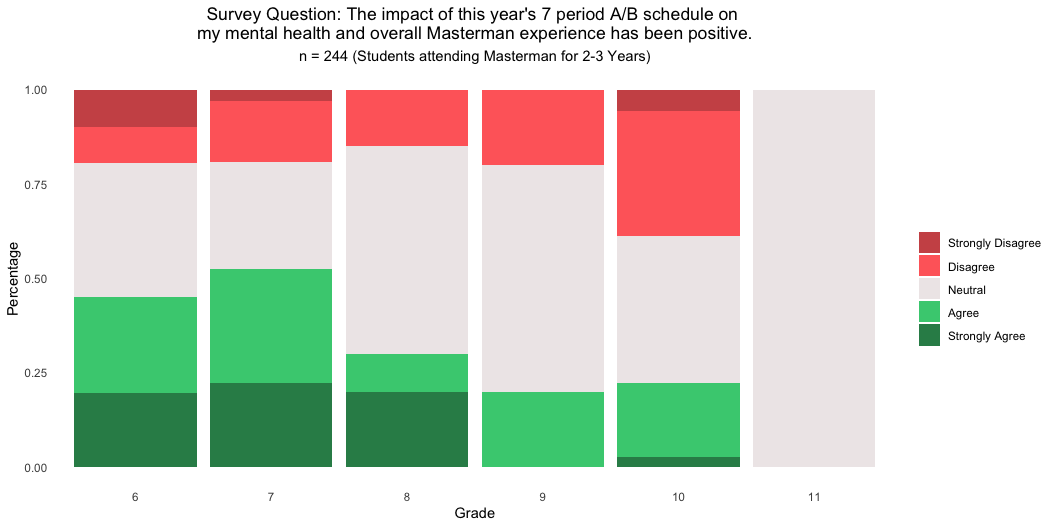 Survey Question: The impact of this year's 7 period A/B schedule on
my mental health and overall Masterman experience has been positive.
n = 244 (Students attending Masterman for 2-3 Years)
1.00
0.75
0.50
0.25
0.00
Percentage
6 7 8 9 10 11
Grade
Strongly Disagree
Disagree
Neutral
Agree
Strongly Agree